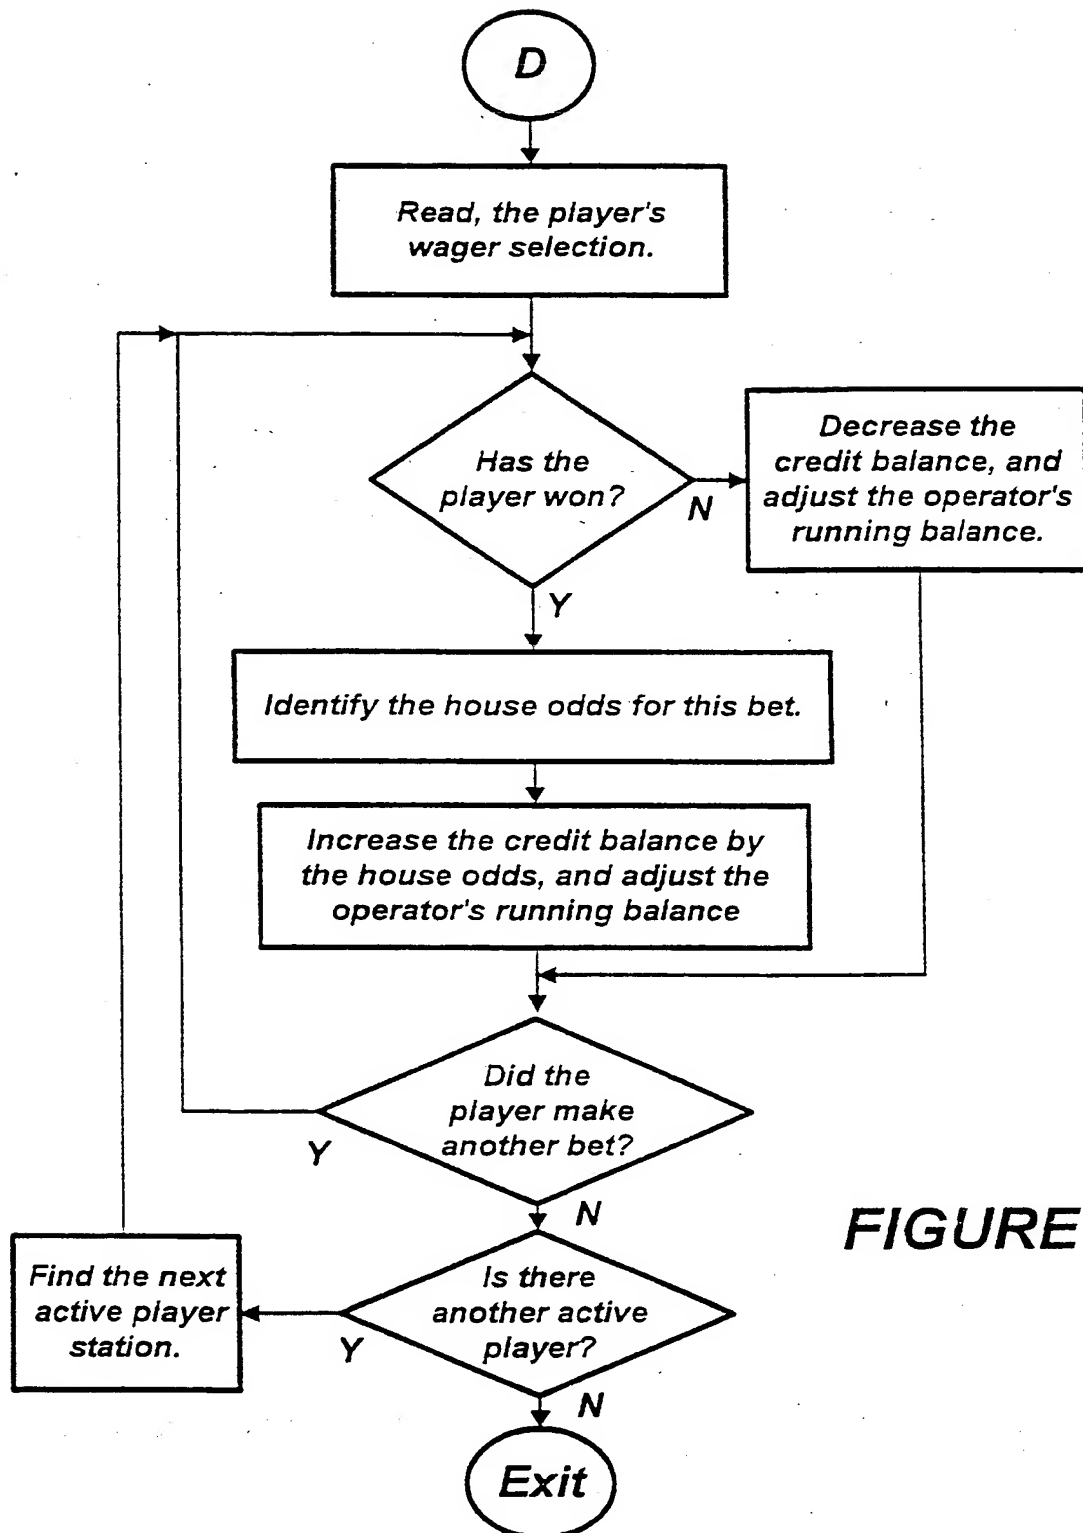 D
Read, the player's
wager selection.
Has the
player won?
N
Decrease the
credit balance, and
adjust the operator's
running balance.
Y
Identify the house odds for this bet.
Increase the credit balance by
the house odds, and adjust the
operator's running balance
Did the
player make
another bet?
Y
N
FIGURE
Find the next
active player
station.
Is there
another active
player?
Y
N
Exit